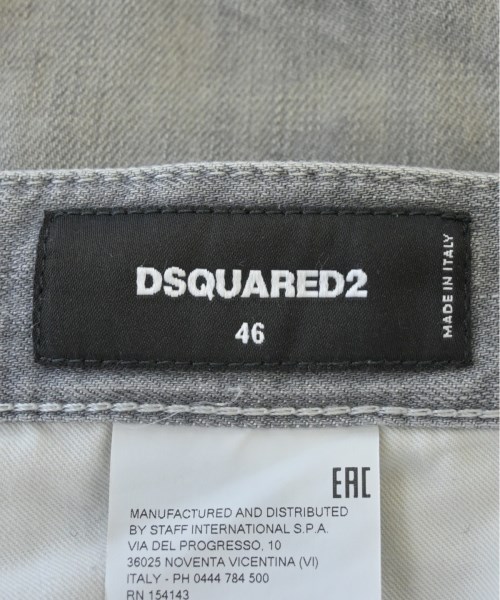 DSQUARED2
46
MADE IN ITALY
EAC
MANUFACTURED AND DISTRIBUTED
BY STAFF INTERNATIONAL S.P.A.
VIA DEL PROGRESSO, 10
36025 NOVENTA VICENTINA (VI)
ITALY - PH 0444 784 500
RN 154143